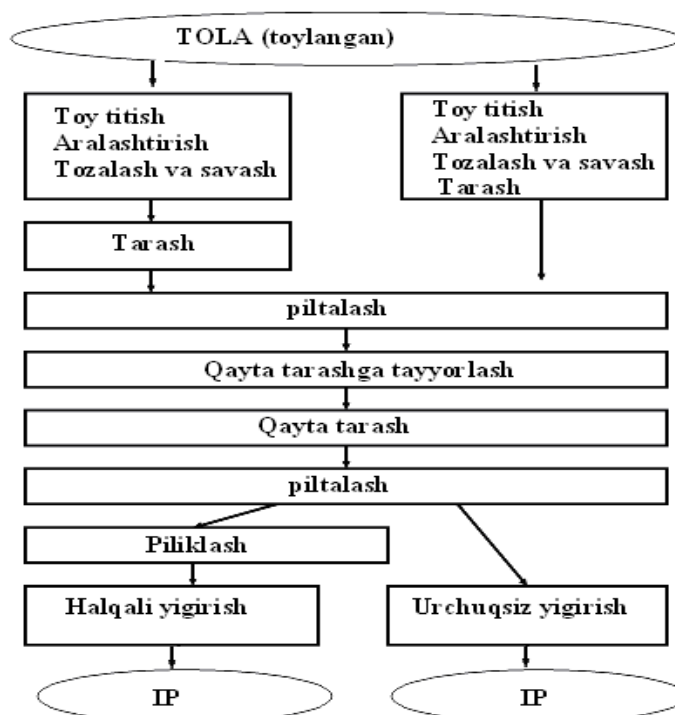 TOLA (toylangan)
Toy titish
Aralashtirish
Tozalash va savash
Toy titish
Aralashtirish
Tozalash va savash
Tarash
Tarash
piltalash
Qayta tarashga tayyorlash
Qayta tarash
piltalash
Piliklash
Halqali yigirish
Urchuqsiz yigirish
IP
IP